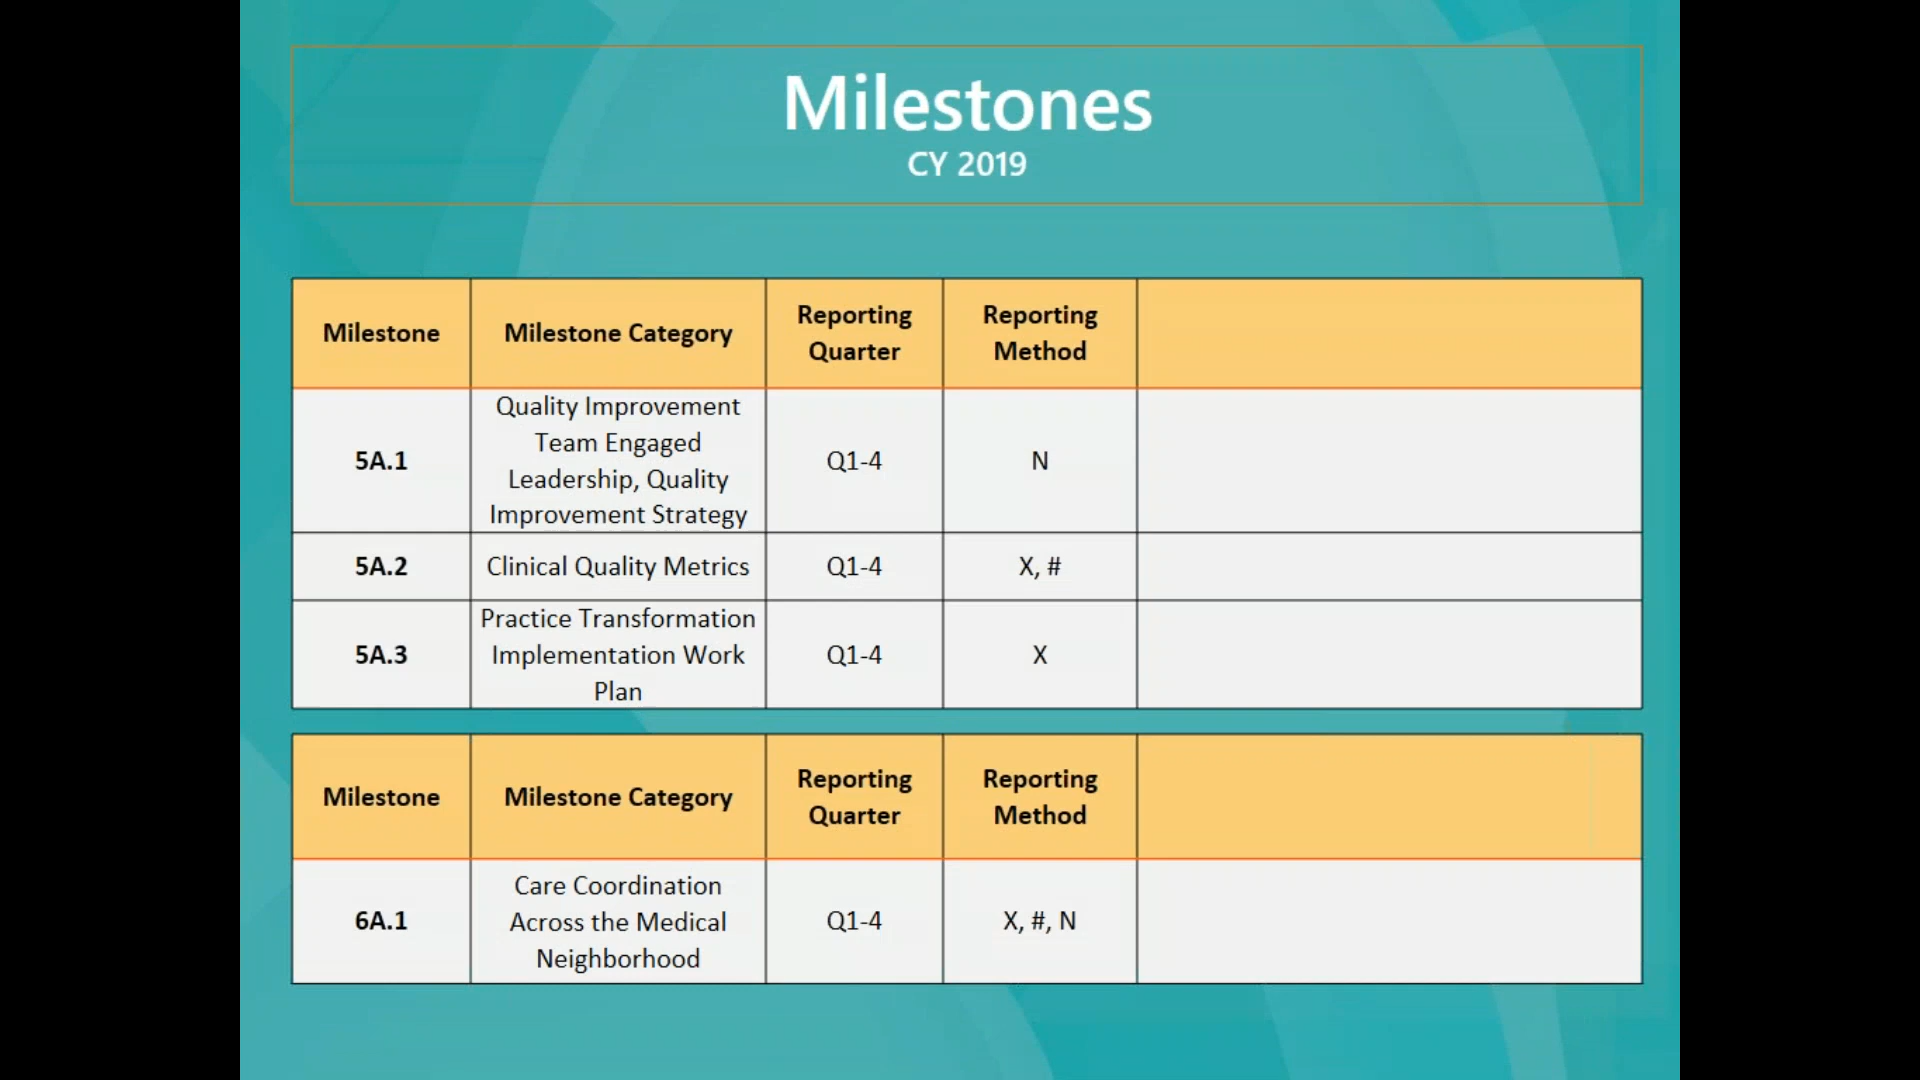 Milestones
CY 2019
Milestone
Milestone Category
Reporting
Quarter
Reporting
Method
5A.1
Quality Improvement
Team Engaged
Leadership, Quality
Improvement Strategy
Q1-4
N
5A.2
Clinical Quality Metrics
Q1-4
X, #
5A.3
Practice Transformation
Implementation Work
Plan
Q1-4
X
Milestone
Milestone Category
Reporting
Quarter
Reporting
Method
6A.1
Care Coordination
Across the Medical
Neighborhood
Q1-4
X, #, N